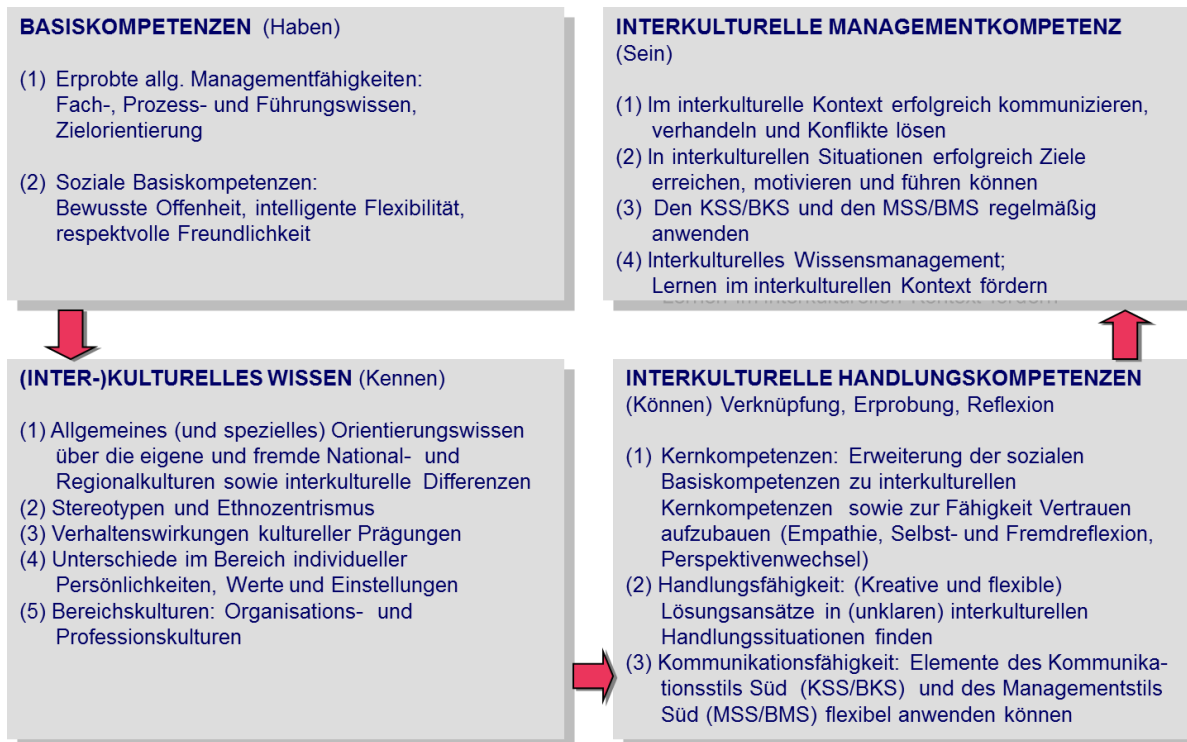 BASISKOMPETENZEN (Haben)
(1) Erprobte allg. Managementfähigkeiten:
Fach-, Prozess- und Führungswissen,
Zielorientierung
(2) Soziale Basiskompetenzen:
Bewusste Offenheit, intelligente Flexibilität,
respektvolle Freundlichkeit
(INTER-)KULTURELLES WISSEN (Kennen)
(1) Allgemeines (und spezielles) Orientierungswissen
über die eigene und fremde National- und
Regionalkulturen sowie interkulturelle Differenzen
(2) Stereotypen und Ethnozentrismus
(3) Verhaltenswirkungen kultureller Prägungen
(4) Unterschiede im Bereich individueller
Persönlichkeiten, Werte und Einstellungen
(5) Bereichskulturen: Organisations- und
Professionskulturen
INTERKULTURELLE HANDLUNGSKOMPETENZEN
(Können) Verknüpfung, Erprobung, Reflexion
(1) Kernkompetenzen: Erweiterung der sozialen
Basiskompetenzen zu interkulturellen
Kernkompetenzen sowie zur Fähigkeit Vertrauen
aufzubauen (Empathie, Selbst- und Fremdreflexion,
Perspektivenwechsel)
(2) Handlungsfähigkeit: (Kreative und flexible)
Lösungsansätze in (unklaren) interkulturellen
Handlungssituationen finden
(3) Kommunikationsfähigkeit: Elemente des Kommunika-
tionsstils Süd (KSS/BKS) und des Managementstils
Süd (MSS/BMS) flexibel anwenden können
INTERKULTURELLE MANAGEMENTKOMPETENZ
(Sein)
(1) Im interkulturelle Kontext erfolgreich kommunizieren,
verhandeln und Konflikte lösen
(2) In interkulturellen Situationen erfolgreich Ziele
erreichen, motivieren und führen können
(3) Den KSS/BKS und den MSS/BMS regelmäßig
anwenden
(4) Interkulturelles Wissensmanagement;
Lernen im interkulturellen Kontext fördern